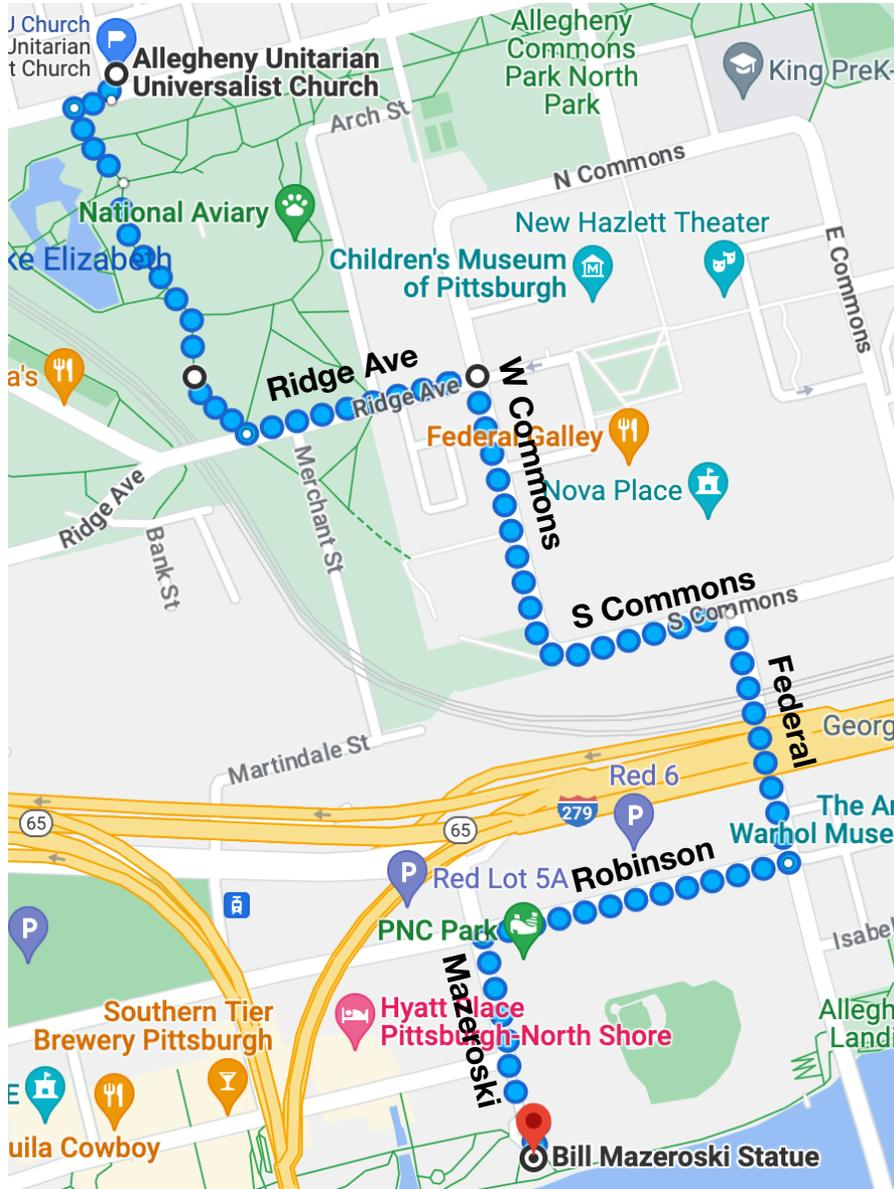 J Church
Unitarian
t Church
Allegheny Unitarian
Universalist Church
Allegheny
Commons
Park North
Park
King PreK-
Arch St
N Commons
National Aviary
New Hazlett Theater
E Commons
ke Elizabeth
Children's Museum
of Pittsburgh
a's
Ridge Ave
Ridge Ave
W Commons
Federal Galley
Nova Place
Ridge Ave
Merchant St
Bank St
S Commons
S Commons
Federal
Martindale St
Georg
Red 6
P
279
65
65
The An
Warhol Muse
P
Red Lot 5A
Robinson
P
PNC Park
Isabel
Mazeroski
Hyatt Place
Pittsburgh-North Shore
Southern Tier
Brewery Pittsburgh
Allegh
Landi
E
uila Cowboy
Bill Mazeroski Statue